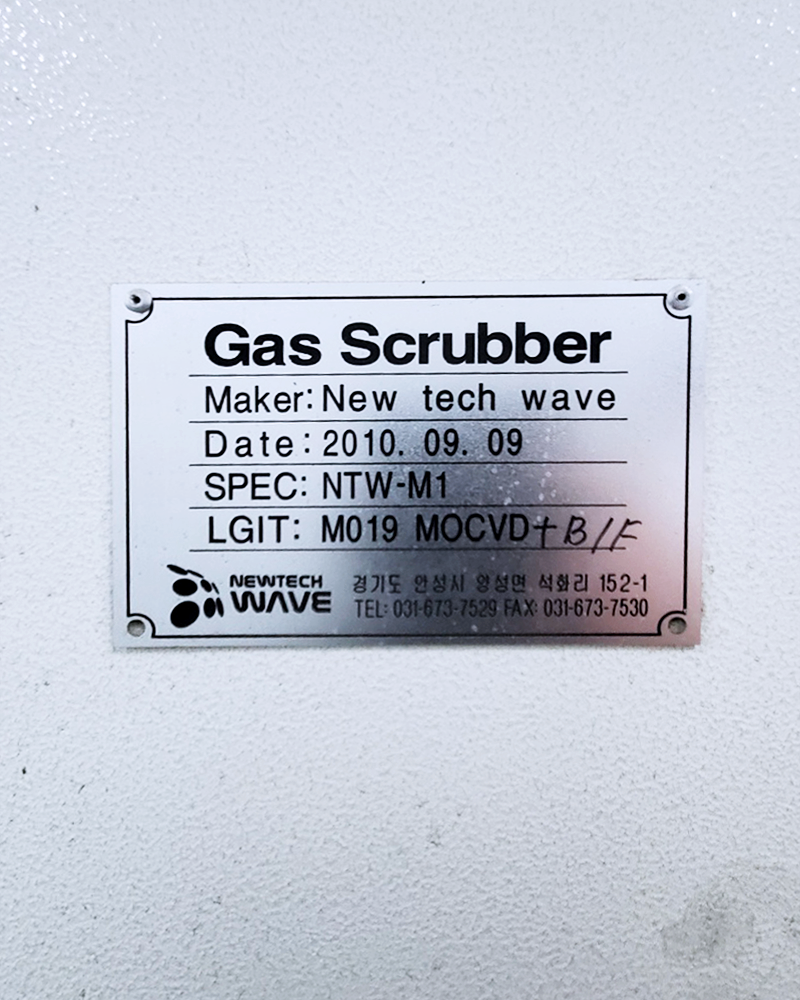 Gas Scrubber
Maker: New tech wave
Date: 2010. 09. 09
SPEC: NTW-M1
LGIT: M019 MOCVD+B/F
NEWTECH
WAVE
경기도 안성시 양성면 석화리 152-1
TEL: 031-673-7529 FAX: 031-673-7530